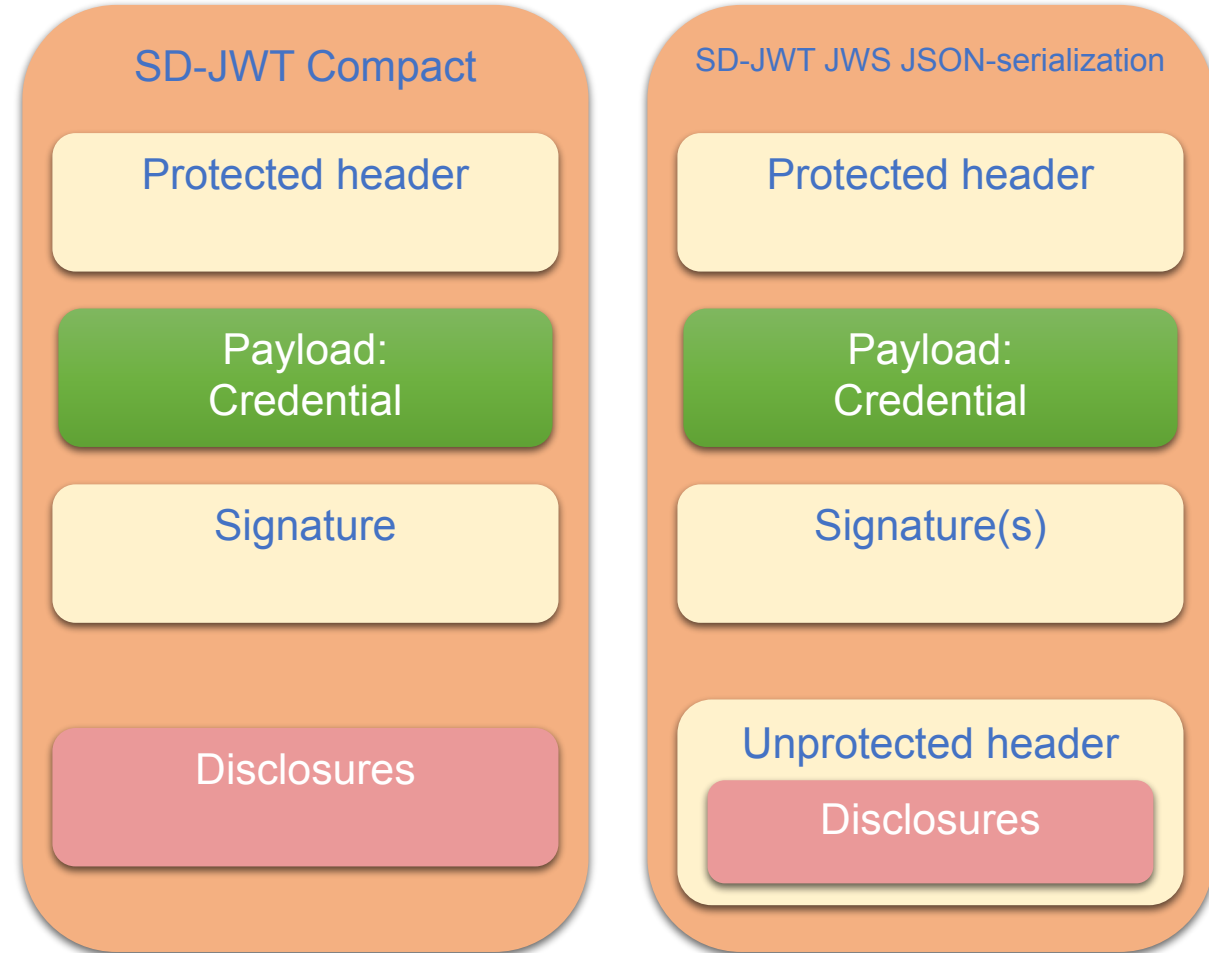 SD-JWT Compact
Protected header
Payload:
Credential
Signature
Disclosures
SD-JWT JWS JSON-serialization
Protected header
Payload:
Credential
Signature(s)
Unprotected header
Disclosures